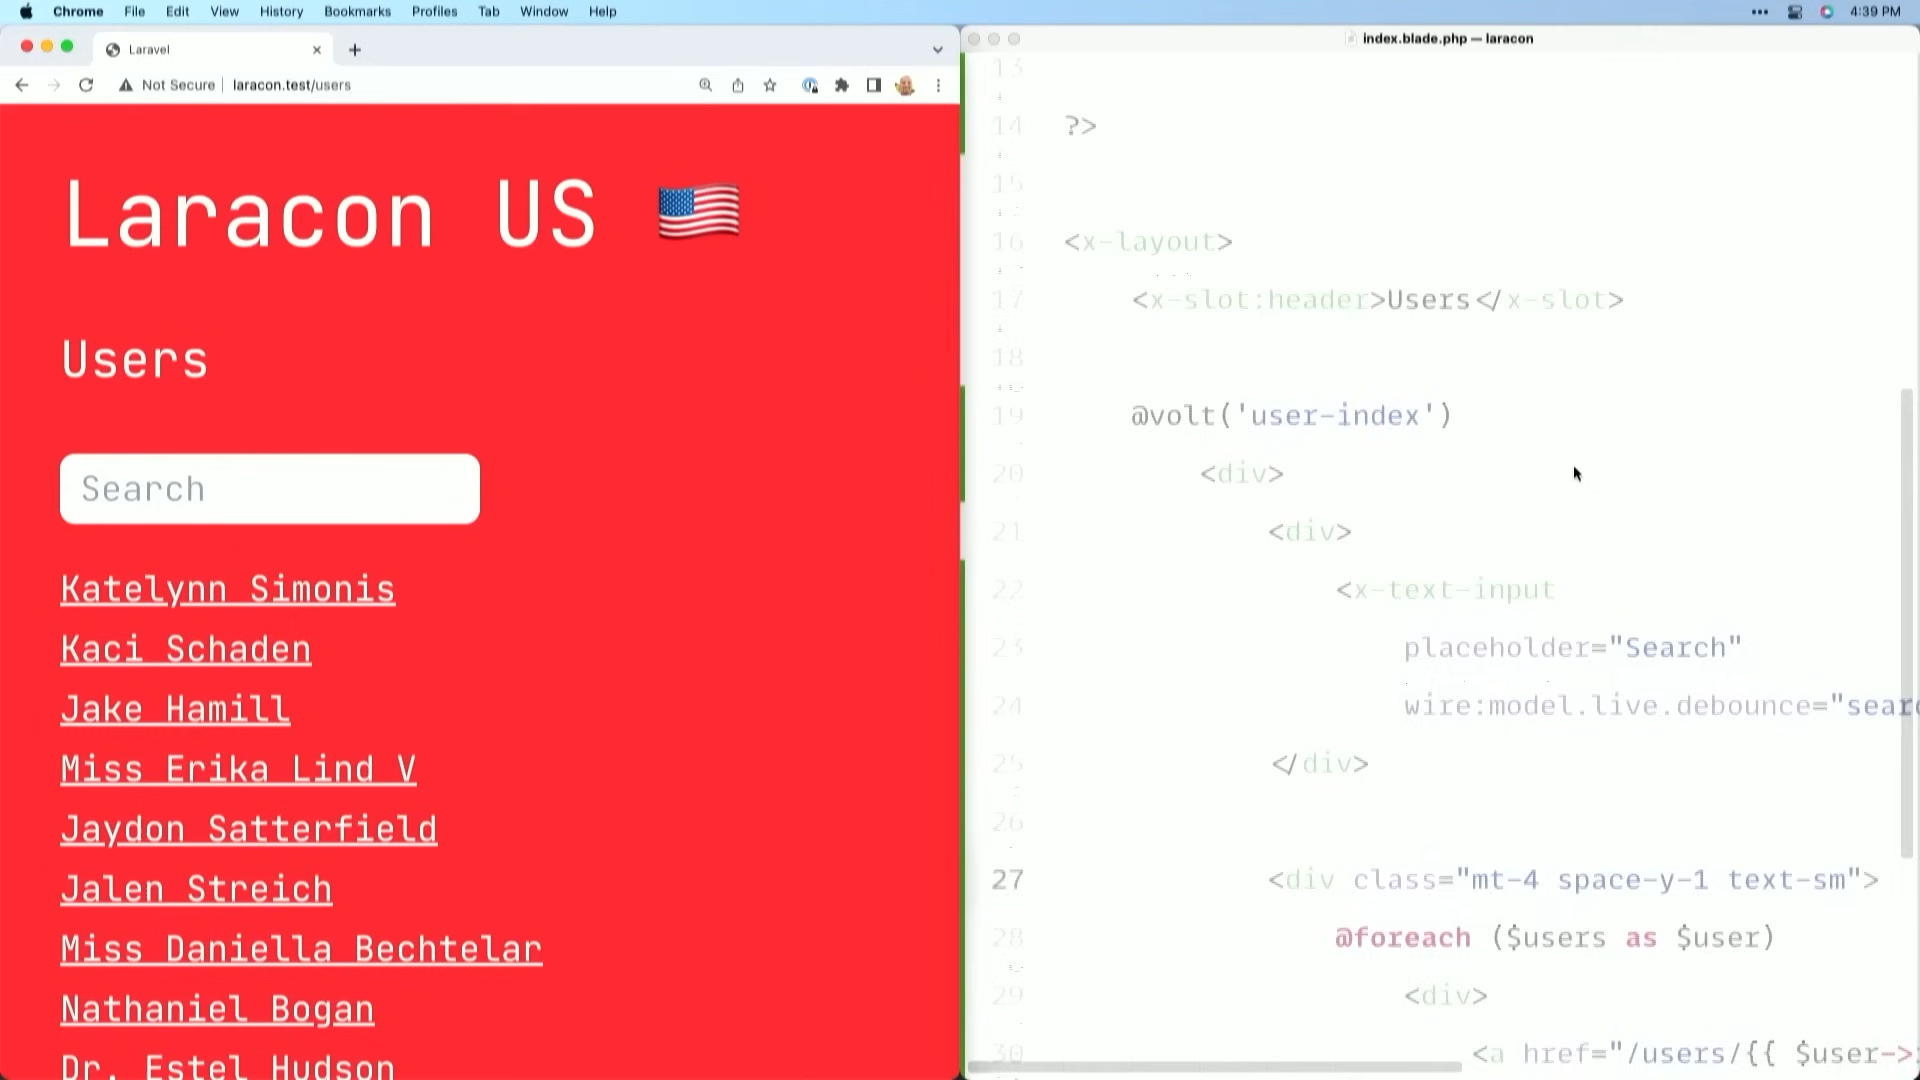 Chrome File Edit View History Bookmarks Profiles Tab Window Help
4:39 PM
Laravel
Not Secure laracon.test/users
Laracon US 🇺🇸
Users
Search
Katelynn Simonis
Kaci Schaden
Jake Hamill
Miss Erika Lind V
Jaydon Satterfield
Jalen Streich
Miss Daniella Bechtelar
Nathaniel Bogan
Dr. Estel Hudson
index.blade.php — laracon
13
14 ?>
15
16 <x-layout>
17 <x-slot:header>Users</x-slot>
18
19 @volt('user-index')
20 <div>
21 <div>
22 <x-text-input
23 placeholder="Search"
24 wire:model.live.debounce="sear
25 </div>
26
27 <div class="mt-4 space-y-1 text-sm">
28 @foreach ($users as $user)
29 <div>
30 <a href="/users/{{ $user->